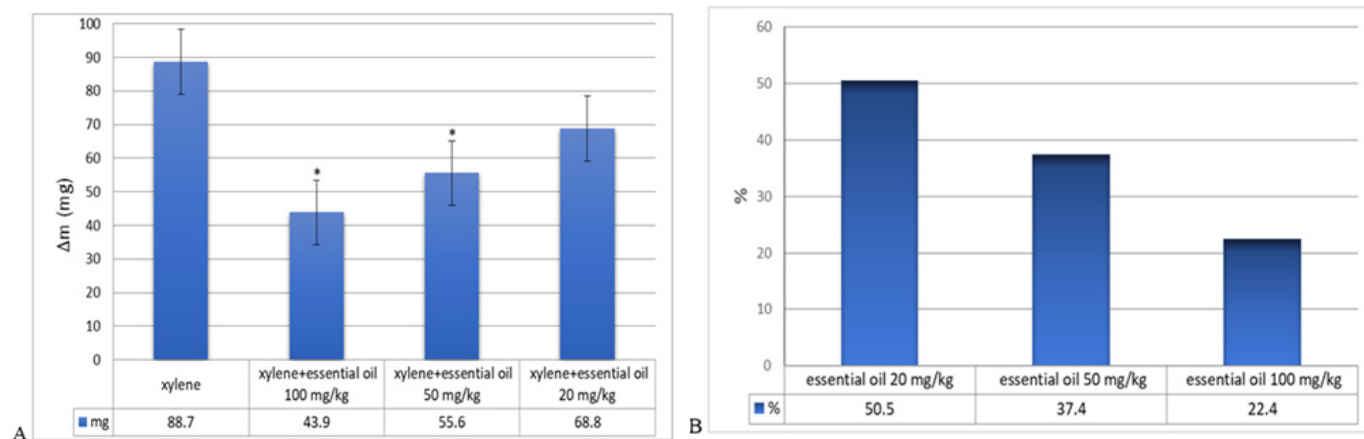 100
90
80
70
60
50
40
30
20
10
0
Δm (mg)
*
*
xylene
xylene+essential oil
100 mg/kg
xylene+essential oil
50 mg/kg
xylene+essential oil
20 mg/kg
mg 88.7 43.9 55.6 68.8
A
60
50
40
30
20
10
0
%
essential oil 20 mg/kg essential oil 50 mg/kg essential oil 100 mg/kg
% 50.5 37.4 22.4
B